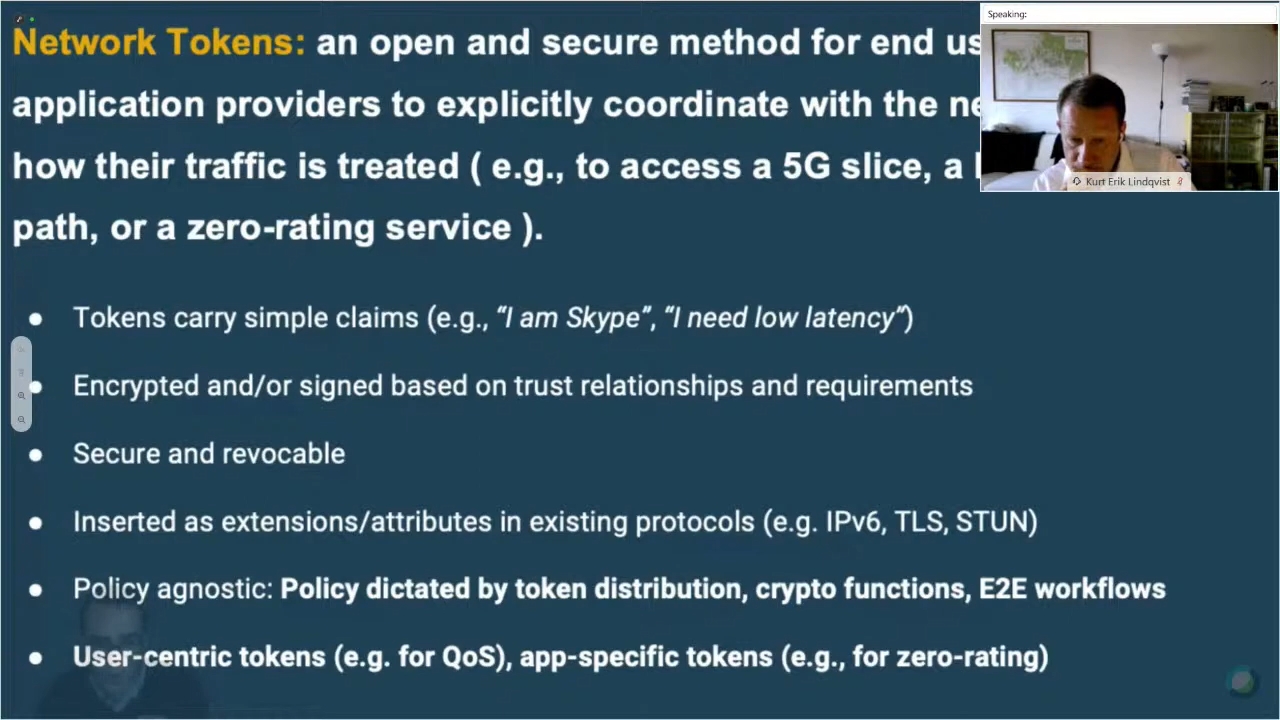 Network Tokens: an open and secure method for end us
application providers to explicitly coordinate with the ne
how their traffic is treated ( e.g., to access a 5G slice, a
path, or a zero-rating service ).
Speaking:
Kurt Erik Lindqvist
● Tokens carry simple claims (e.g., “I am Skype”, “I need low latency”)
● Encrypted and/or signed based on trust relationships and requirements
● Secure and revocable
● Inserted as extensions/attributes in existing protocols (e.g. IPv6, TLS, STUN)
● Policy agnostic: Policy dictated by token distribution, crypto functions, E2E workflows
● User-centric tokens (e.g. for QoS), app-specific tokens (e.g., for zero-rating)